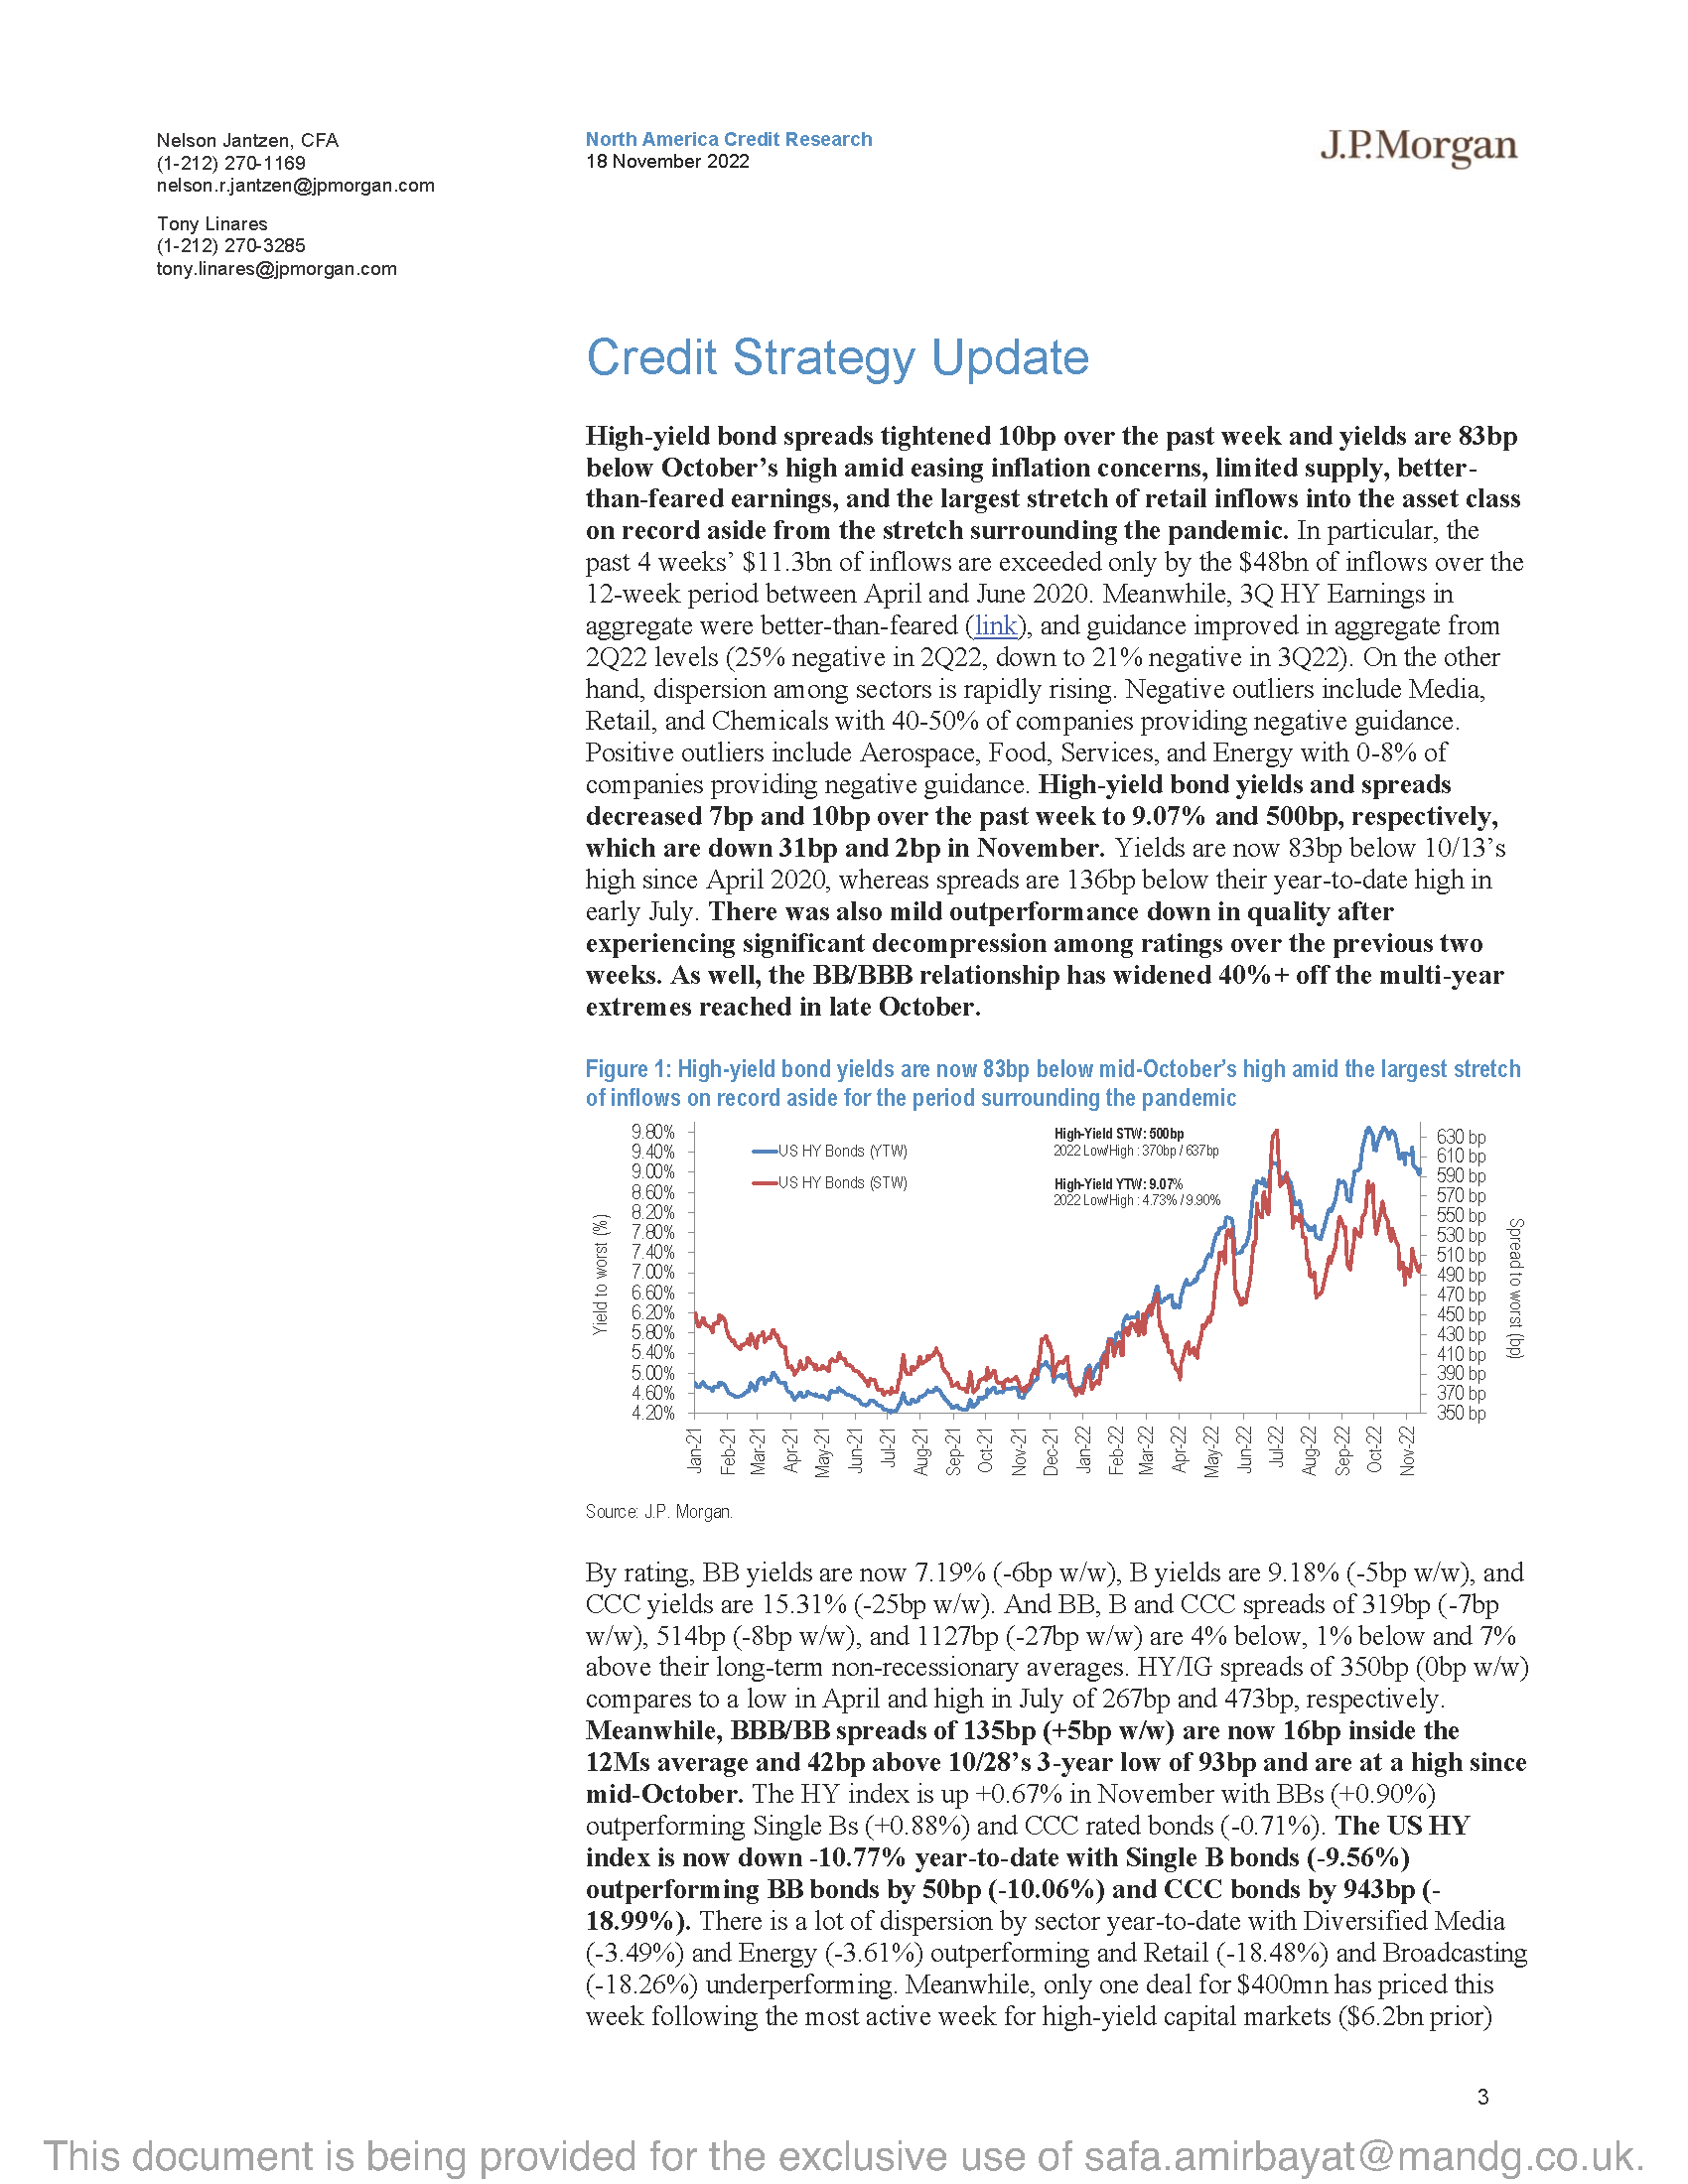 Nelson Jantzen, CFA
(1-212) 270-1169
nelson.r.jantzen@jpmorgan.com
Tony Linares
(1-212) 270-3285
tony.linares@jpmorgan.com
North America Credit Research
18 November 2022
J.P.Morgan
Credit Strategy Update
High-yield bond spreads tightened 10bp over the past week and yields are 83bp
below October’s high amid easing inflation concerns, limited supply, better-
than-feared earnings, and the largest stretch of retail inflows into the asset class
on record aside from the stretch surrounding the pandemic. In particular, the
past 4 weeks’ $11.3bn of inflows are exceeded only by the $48bn of inflows over the
12-week period between April and June 2020. Meanwhile, 3Q HY Earnings in
aggregate were better-than-feared (link), and guidance improved in aggregate from
2Q22 levels (25% negative in 2Q22, down to 21% negative in 3Q22). On the other
hand, dispersion among sectors is rapidly rising. Negative outliers include Media,
Retail, and Chemicals with 40-50% of companies providing negative guidance.
Positive outliers include Aerospace, Food, Services, and Energy with 0-8% of
companies providing negative guidance. High-yield bond yields and spreads
decreased 7bp and 10bp over the past week to 9.07% and 500bp, respectively,
which are down 31bp and 2bp in November. Yields are now 83bp below 10/13’s
high since April 2020, whereas spreads are 136bp below their year-to-date high in
early July. There was also mild outperformance down in quality after
experiencing significant decompression among ratings over the previous two
weeks. As well, the BB/BBB relationship has widened 40%+ off the multi-year
extremes reached in late October.
Figure 1: High-yield bond yields are now 83bp below mid-October’s high amid the largest stretch
of inflows on record aside for the period surrounding the pandemic
Yield to worst (%)
9.80%
9.40%
9.00%
8.60%
8.20%
7.80%
7.40%
7.00%
6.60%
6.20%
5.80%
5.40%
5.00%
4.60%
4.20%
US HY Bonds (YTW)
US HY Bonds (STW)
High-Yield STW: 500bp
2022 Low/High : 370bp / 637bp
High-Yield YTW: 9.07%
2022 Low/High : 4.73% / 9.90%
630 bp
610 bp
590 bp
570 bp
550 bp
530 bp
510 bp
490 bp
470 bp
450 bp
430 bp
410 bp
390 bp
370 bp
350 bp
Spread to worst (bp)
Jan-21
Feb-21
Mar-21
Apr-21
May-21
Jun-21
Jul-21
Aug-21
Sep-21
Oct-21
Nov-21
Dec-21
Jan-22
Feb-22
Mar-22
Apr-22
May-22
Jun-22
Jul-22
Aug-22
Sep-22
Oct-22
Nov-22
Source: J.P. Morgan.
By rating, BB yields are now 7.19% (-6bp w/w), B yields are 9.18% (-5bp w/w), and
CCC yields are 15.31% (-25bp w/w). And BB, B and CCC spreads of 319bp (-7bp
w/w), 514bp (-8bp w/w), and 1127bp (-27bp w/w) are 4% below, 1% below and 7%
above their long-term non-recessionary averages. HY/IG spreads of 350bp (0bp w/w)
compares to a low in April and high in July of 267bp and 473bp, respectively.
Meanwhile, BBB/BB spreads of 135bp (+5bp w/w) are now 16bp inside the
12Ms average and 42bp above 10/28’s 3-year low of 93bp and are at a high since
mid-October. The HY index is up +0.67% in November with BBs (+0.90%)
outperforming Single Bs (+0.88%) and CCC rated bonds (-0.71%). The US HY
index is now down -10.77% year-to-date with Single B bonds (-9.56%)
outperforming BB bonds by 50bp (-10.06%) and CCC bonds by 943bp (-
18.99%). There is a lot of dispersion by sector year-to-date with Diversified Media
(-3.49%) and Energy (-3.61%) outperforming and Retail (-18.48%) and Broadcasting
(-18.26%) underperforming. Meanwhile, only one deal for $400mn has priced this
week following the most active week for high-yield capital markets ($6.2bn prior)
3
This document is being provided for the exclusive use of safa.amirbayat@mandg.co.uk.